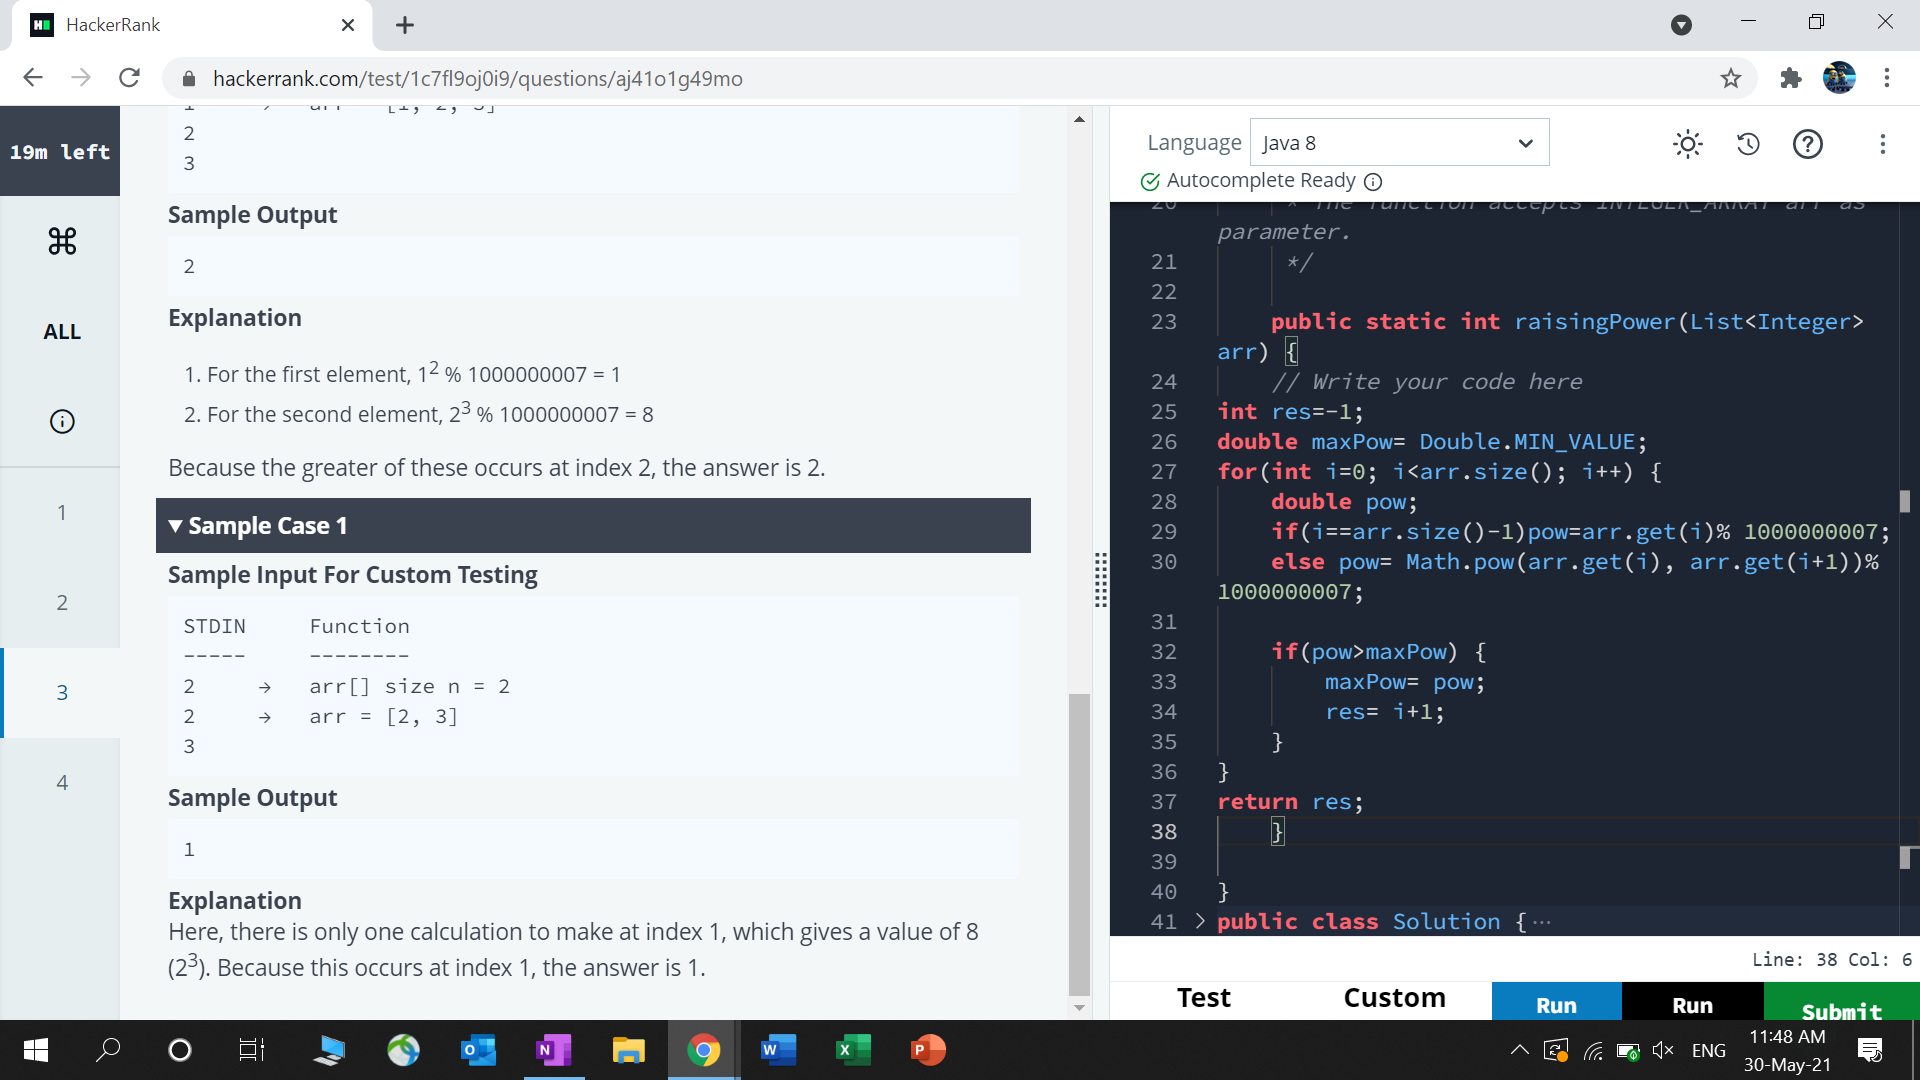 HackerRank
hackerrank.com/test/1c7fl9oj0i9/questions/aj41o1g49mo
19m left
ALL
1
2
3
4
1 → arr = [1, 2, 3]
2
3
Sample Output
2
Explanation
1. For the first element, 1² % 1000000007 = 1
2. For the second element, 2³ % 1000000007 = 8
Because the greater of these occurs at index 2, the answer is 2.
▼ Sample Case 1
Sample Input For Custom Testing
STDIN Function
----- --------
2 → arr[] size n = 2
2 → arr = [2, 3]
3
Sample Output
1
Explanation
Here, there is only one calculation to make at index 1, which gives a value of 8
(2³). Because this occurs at index 1, the answer is 1.
Language Java 8
Autocomplete Ready
20 * The function accepts INTEGER_ARRAY arr as
parameter.
21 */
22
23 public static int raisingPower(List<Integer>
arr) {
24 // Write your code here
25 int res=-1;
26 double maxPow= Double.MIN_VALUE;
27 for(int i=0; i<arr.size(); i++) {
28 double pow;
29 if(i==arr.size()-1)pow=arr.get(i)% 1000000007;
30 else pow= Math.pow(arr.get(i), arr.get(i+1))%
1000000007;
31
32 if(pow>maxPow) {
33 maxPow= pow;
34 res= i+1;
35 }
36 }
37 return res;
38 }
39
40 }
41 > public class Solution {···
Line: 38 Col: 6
Test Custom Run Run Submit
ENG
11:48 AM
30-May-21